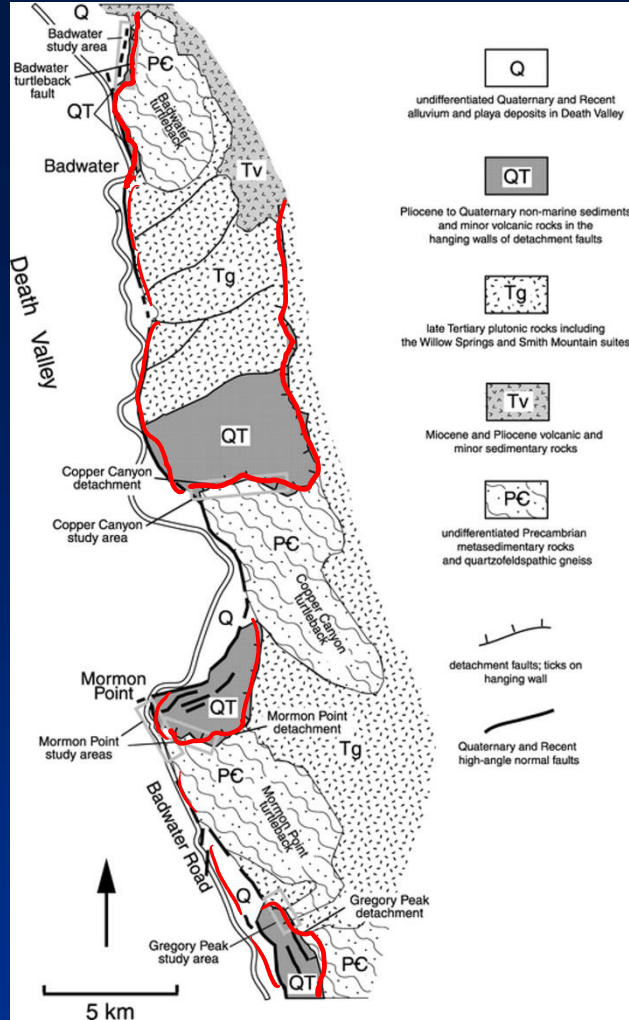 Q
Badwater
study area
Badwater
turtleback
fault
QT
Badwater
PC
Badwater
turtleback
Tv
Tg
Death Valley
QT
Copper Canyon
detachment
Copper Canyon
study area
PC
Copper Canyon
turtleback
Q
Mormon
Point
QT
Mormon Point
detachment
Mormon Point
study areas
Tg
PC
Mormon Point
turtleback
Badwater Road
Q
Gregory Peak
detachment
Gregory Peak
study area
PC
QT
5 km
Q
undifferentiated Quaternary and Recent
alluvium and playa deposits in Death Valley
QT
Pliocene to Quaternary non-marine sediments
and minor volcanic rocks in the
hanging walls of detachment faults
Tg
late Tertiary plutonic rocks including
the Willow Springs and Smith Mountain suites
Tv
Miocene and Pliocene volcanic and
minor sedimentary rocks
PC
undifferentiated Precambrian
metasedimentary rocks
and quartzofeldspathic gneiss
detachment faults; ticks on
hanging wall
Quaternary and Recent
high-angle normal faults